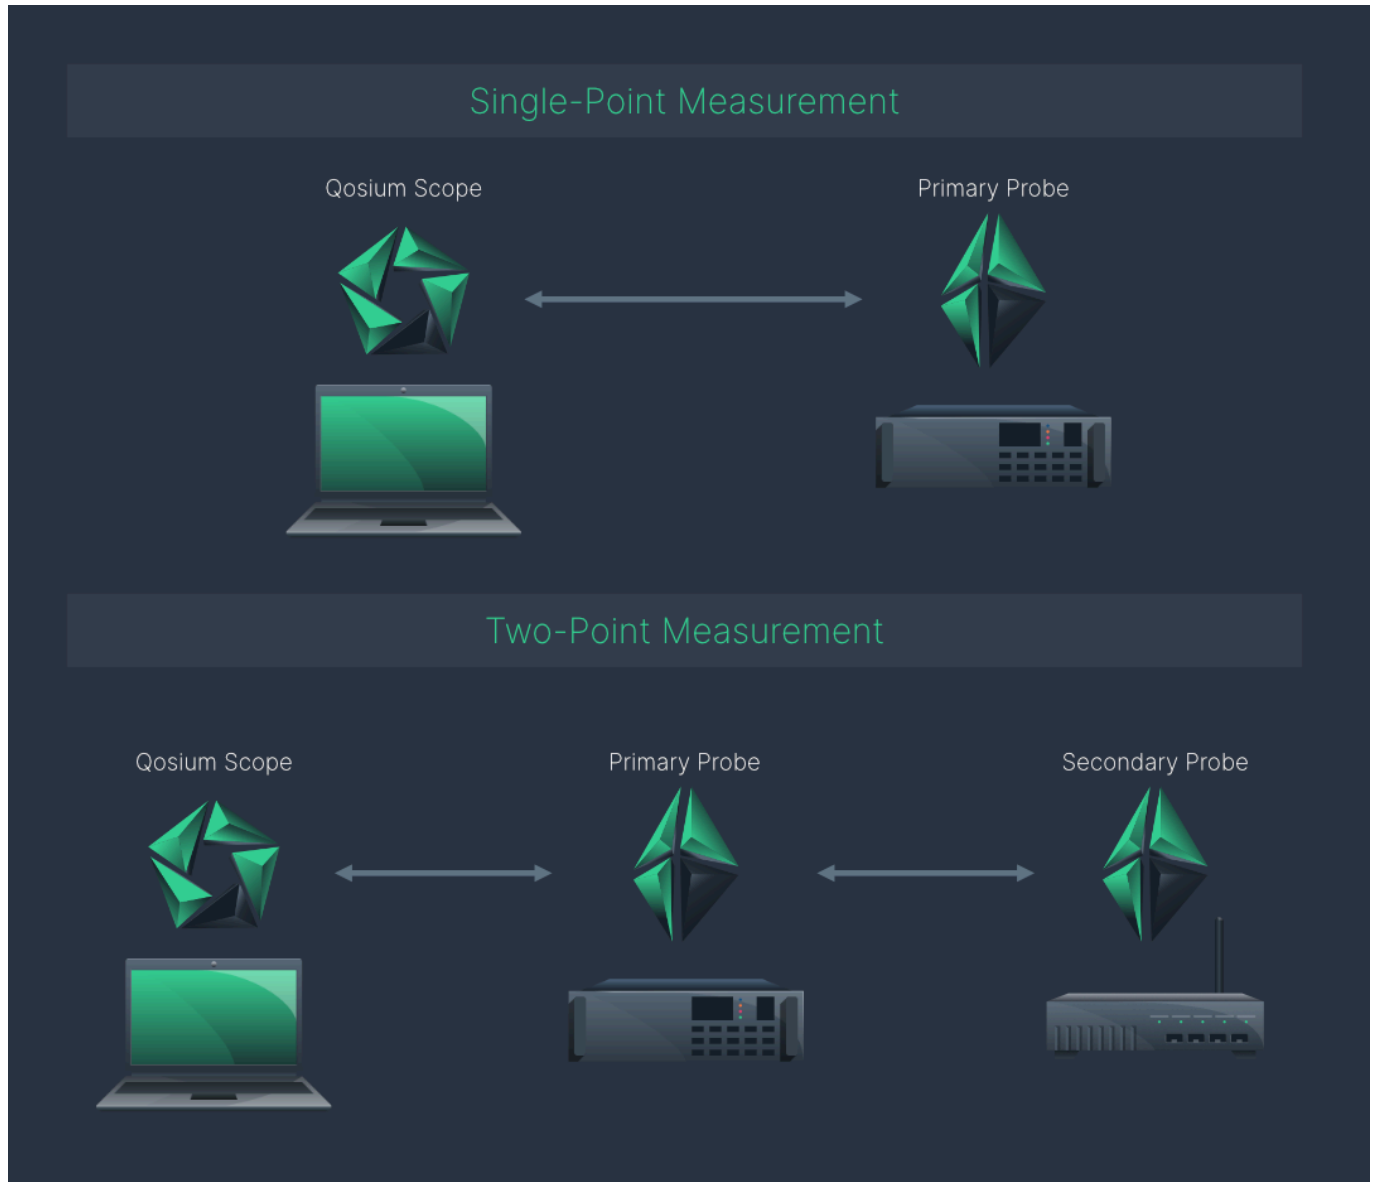 Single-Point Measurement
Qosium Scope
Primary Probe
Two-Point Measurement
Qosium Scope
Primary Probe
Secondary Probe